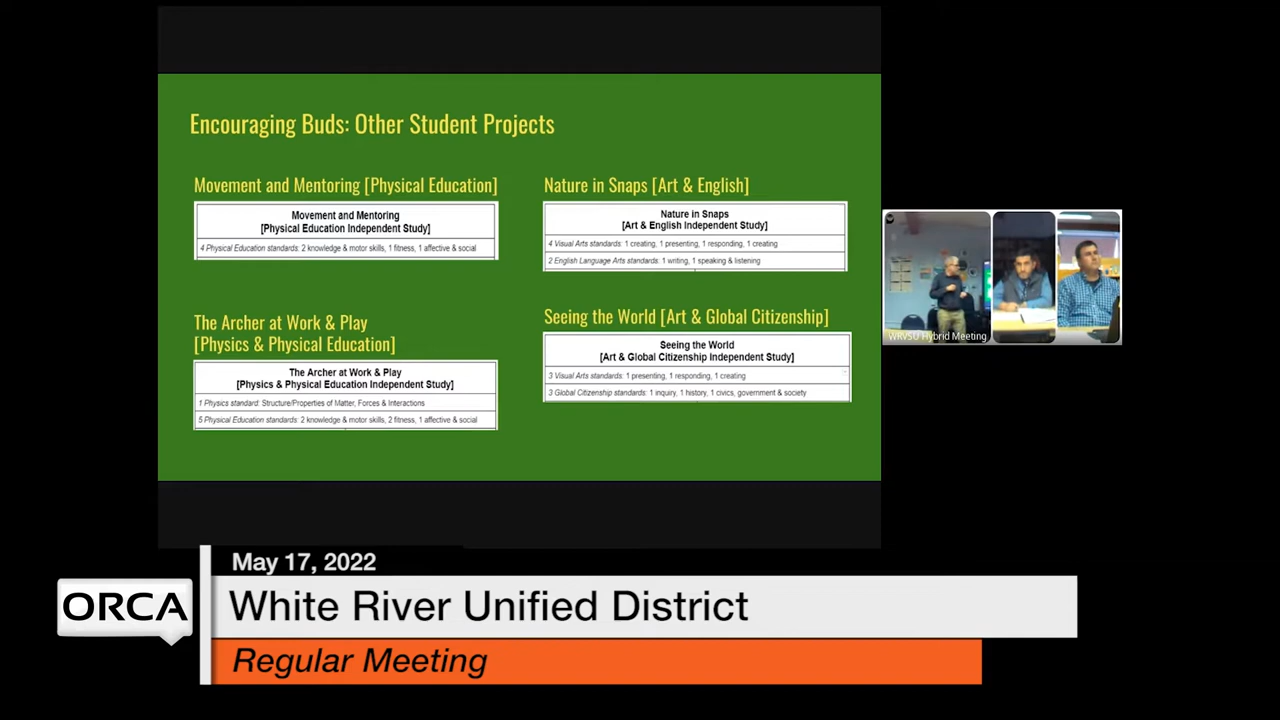 Encouraging Buds: Other Student Projects
Movement and Mentoring [Physical Education]
Movement and Mentoring
[Physical Education Independent Study]
4 Physical Education standards: 2 knowledge & motor skills, 1 fitness, 1 affective & social
Nature in Snaps [Art & English]
Nature in Snaps
[Art & English Independent Study]
4 Visual Arts standards: 1 creating, 1 presenting, 1 responding, 1 creating
2 English Language Arts standards: 1 writing, 1 speaking & listening
The Archer at Work & Play
[Physics & Physical Education]
The Archer at Work & Play
[Physics & Physical Education Independent Study]
1 Physics standard: Structure/Properties of Matter, Forces & Interactions
5 Physical Education standards: 2 knowledge & motor skills, 2 fitness, 1 affective & social
Seeing the World [Art & Global Citizenship]
Seeing the World
[Art & Global Citizenship Independent Study]
3 Visual Arts standards: 1 presenting, 1 responding, 1 creating
3 Global Citizenship standards: 1 inquiry, 1 history, 1 civics, government & society
WRVSU Hybrid Meeting
May 17, 2022
ORCA
White River Unified District
Regular Meeting